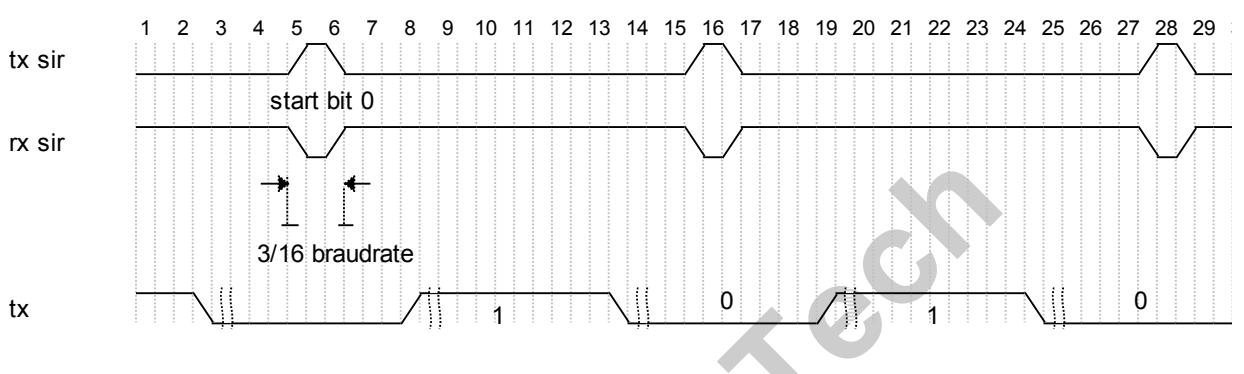 1 2 3 4 5 6 7 8 9 10 11 12 13 14 15 16 17 18 19 20 21 22 23 24 25 26 27 28 29
tx sir
start bit 0
rx sir
3/16 braudrate
tx 1 0 1 0
Tech